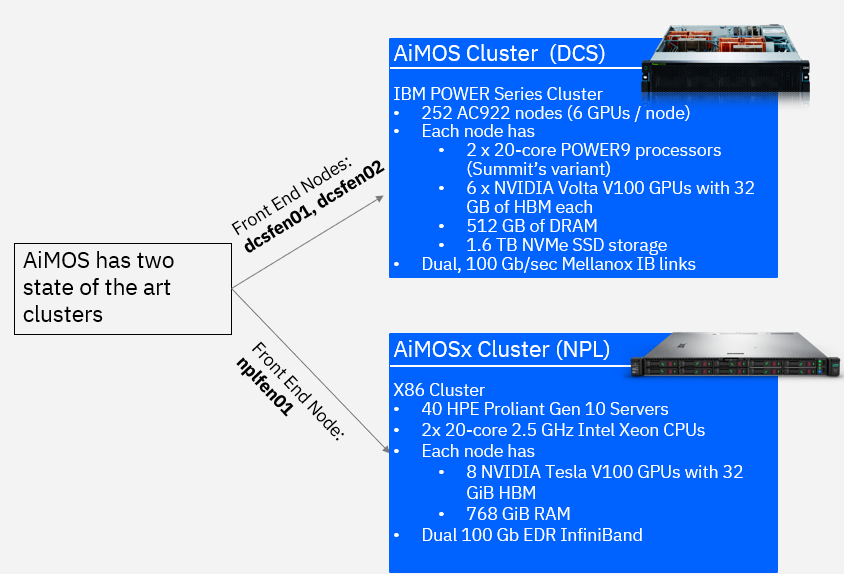 AiMOS has two
state of the art
clusters
Front End Nodes:
dcsfen01, dcsfen02
Front End Node:
nplfen01
AiMOS Cluster (DCS)
IBM POWER Series Cluster
• 252 AC922 nodes (6 GPUs / node)
• Each node has
• 2 x 20-core POWER9 processors
(Summit's variant)
• 6 x NVIDIA Volta V100 GPUs with 32
GB of HBM each
• 512 GB of DRAM
• 1.6 TB NVMe SSD storage
• Dual, 100 Gb/sec Mellanox IB links
AiMOSx Cluster (NPL)
X86 Cluster
• 40 HPE Proliant Gen 10 Servers
• 2x 20-core 2.5 GHz Intel Xeon CPUs
• Each node has
• 8 NVIDIA Tesla V100 GPUs with 32
GiB HBM
• 768 GiB RAM
• Dual 100 Gb EDR InfiniBand